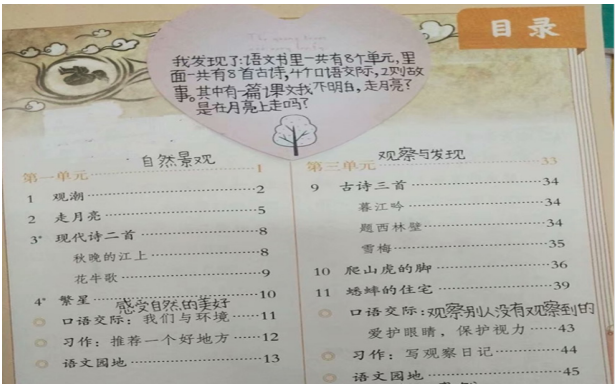 目录
我发现了:语文书里一共有8个单元,里
面一共有8首古诗,4个口语交际,2则故
事。其中有一篇课文我不明白,走月亮?
是在月亮上走吗?
自然景观
第一单元 1
1 观潮 2
2 走月亮 5
3* 现代诗二首 8
秋晚的江上 8
花牛歌 9
4* 繁星 10
感受自然的美好
口语交际:我们与环境 11
习作:推荐一个好地方 12
语文园地 13
观察与发现
第三单元 33
9 古诗三首 34
暮江吟 34
题西林壁 34
雪梅 35
10 爬山虎的脚 36
11 蟋蟀的住宅 39
口语交际:观察别人没有观察到的
爱护眼睛,保护视力 43
习作:写观察日记 44
语文园地 45